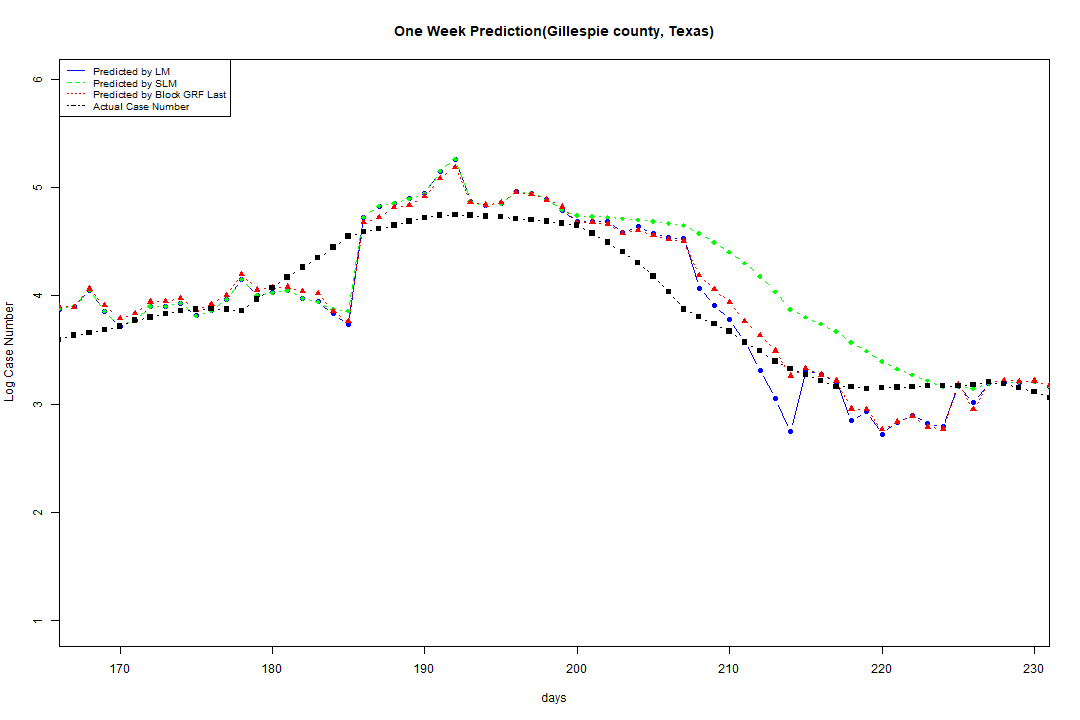 One Week Prediction(Gillespie county, Texas)
Predicted by LM
Predicted by SLM
Predicted by Block GRF Last
Actual Case Number
6
5
4
3
2
1
Log Case Number
170 180 190 200 210 220 230
days